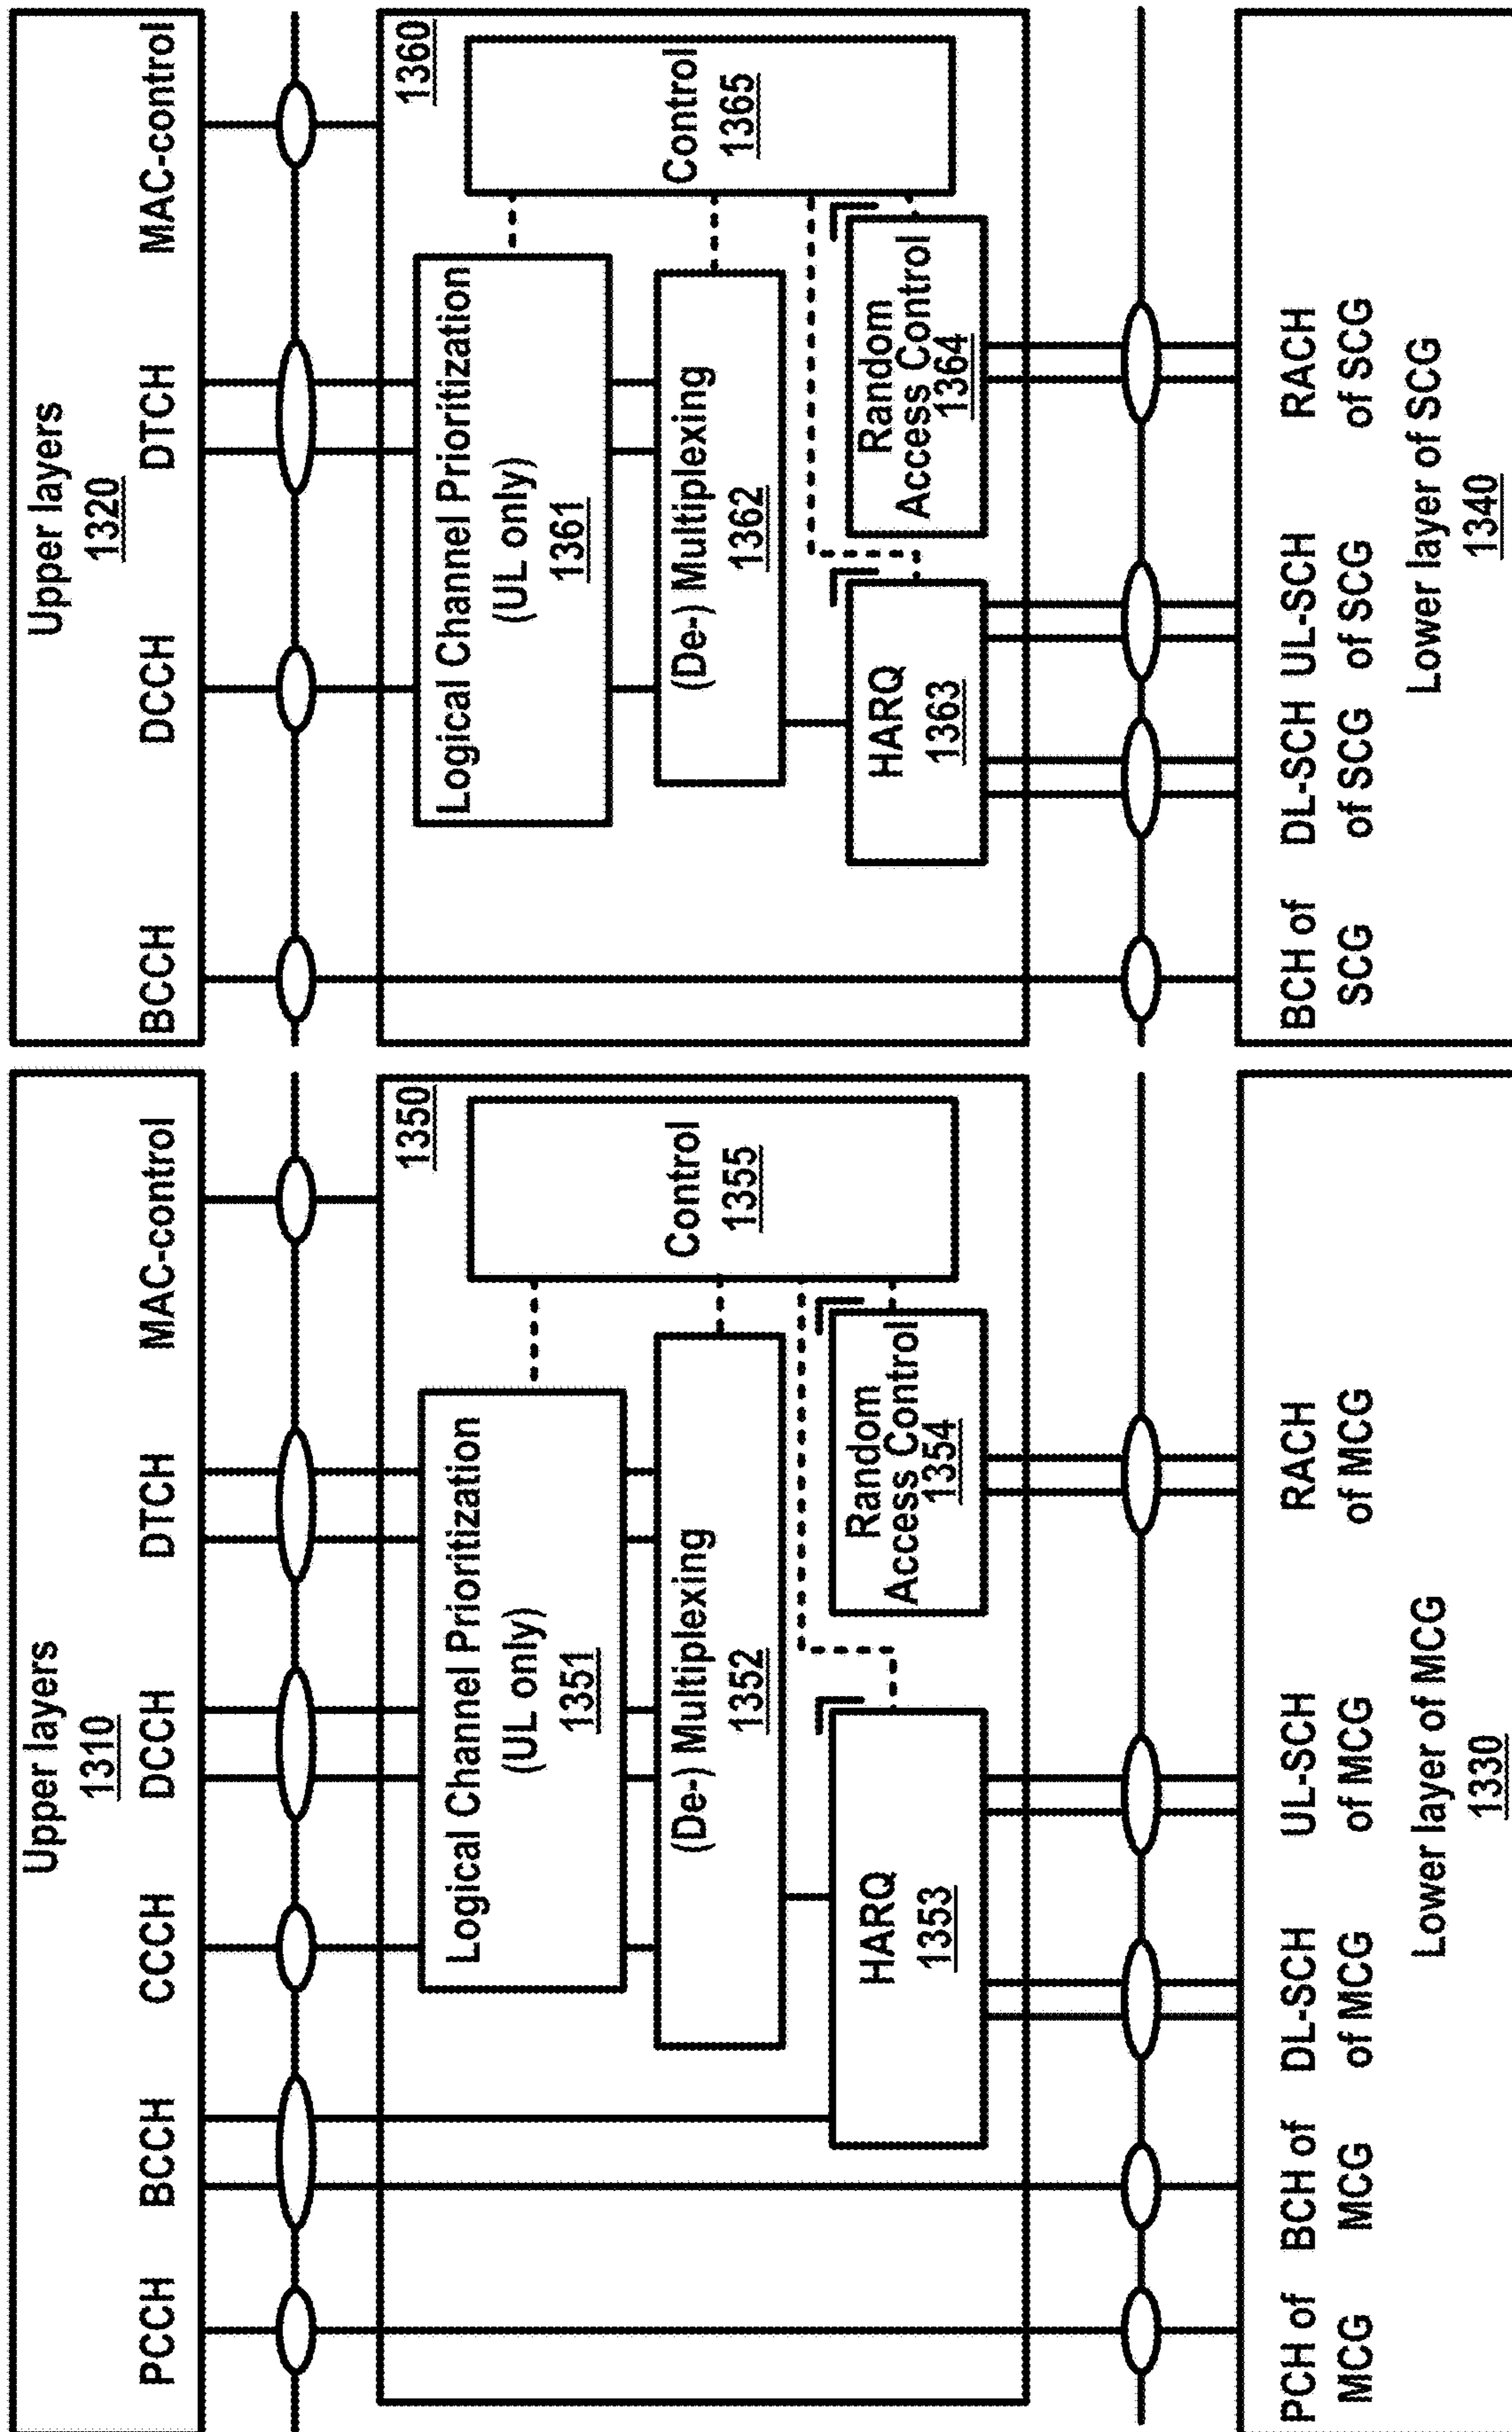 Upper layers
1310
PCCH
BCCH
CCCH
DCCH
DTCH
MAC-control
1350
Logical Channel Prioritization
(UL only)
1351
(De-) Multiplexing
1352
HARQ
1353
Random
Access Control
1354
Control
1355
PCH of
MCG
BCH of
MCG
DL-SCH
of MCG
UL-SCH
of MCG
RACH
of MCG
Lower layer of MCG
1330
Upper layers
1320
BCCH
DCCH
DTCH
MAC-control
1360
Logical Channel Prioritization
(UL only)
1361
(De-) Multiplexing
1362
HARQ
1363
Random
Access Control
1364
Control
1365
BCH of
SCG
DL-SCH
of SCG
UL-SCH
of SCG
RACH
of SCG
Lower layer of SCG
1340